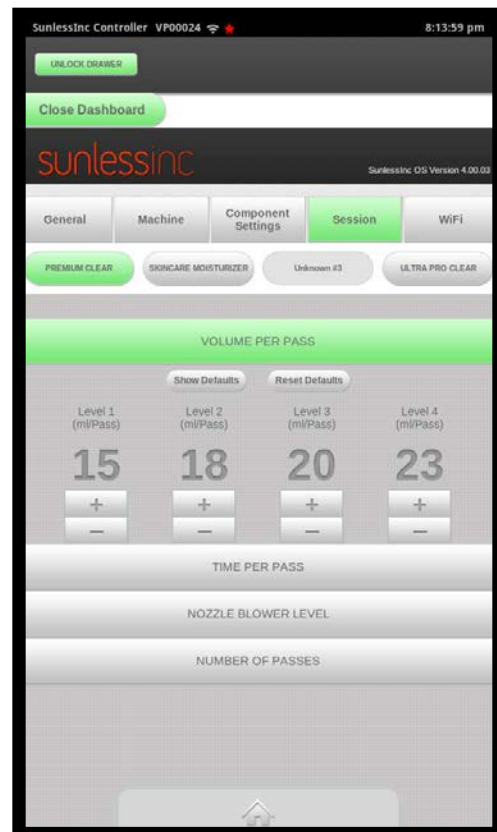 SunlessInc Controller VP00024 8:13:59 pm
UNLOCK DRAWER
Close Dashboard
sunlessinc
SunlessInc OS Version 4.00.03
General Machine Component Settings Session WiFi
PREMIUM CLEAR SKINCARE MOISTURIZER Unknown #3 ULTRA PRO CLEAR
VOLUME PER PASS
Show Defaults Reset Defaults
Level 1 Level 2 Level 3 Level 4
(ml/Pass) (ml/Pass) (ml/Pass) (ml/Pass)
15 18 20 23
+ + + +
− − − −
TIME PER PASS
NOZZLE BLOWER LEVEL
NUMBER OF PASSES